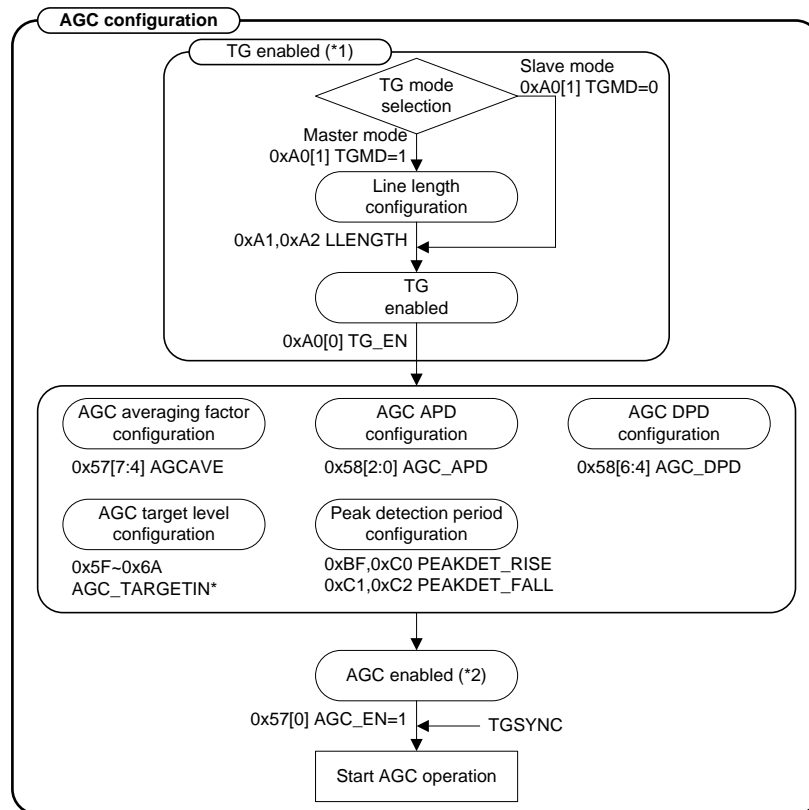 AGC configuration
TG enabled (*1)
TG mode
selection
Slave mode
0xA0[1] TGMD=0
Master mode
0xA0[1] TGMD=1
Line length
configuration
0xA1,0xA2 LLENGTH
TG
enabled
0xA0[0] TG_EN
AGC averaging factor
configuration
0x57[7:4] AGCAVE
AGC APD
configuration
0x58[2:0] AGC_APD
AGC DPD
configuration
0x58[6:4] AGC_DPD
AGC target level
configuration
0x5F~0x6A
AGC_TARGETIN*
Peak detection period
configuration
0xBF,0xC0 PEAKDET_RISE
0xC1,0xC2 PEAKDET_FALL
AGC enabled (*2)
0x57[0] AGC_EN=1
TGSYNC
Start AGC operation